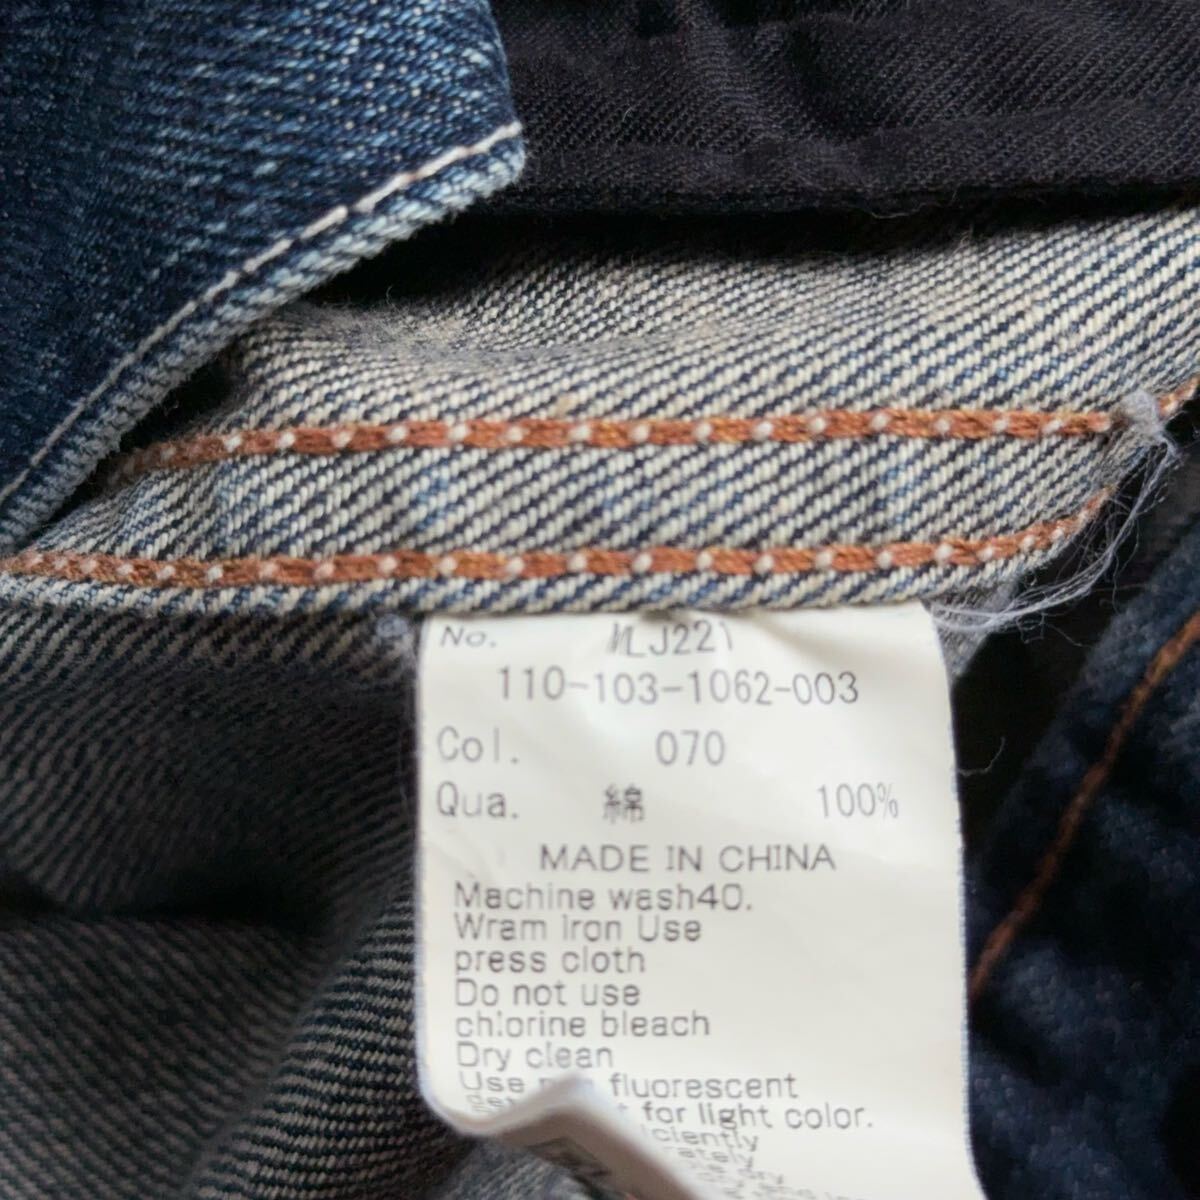 No. MLJ221
110-103-1062-003
Col. 070
Qua. 綿 100%
MADE IN CHINA
Machine wash40.
Wram Iron Use
press cloth
Do not use
chlorine bleach
Dry clean
Use fluorescent
for light color.